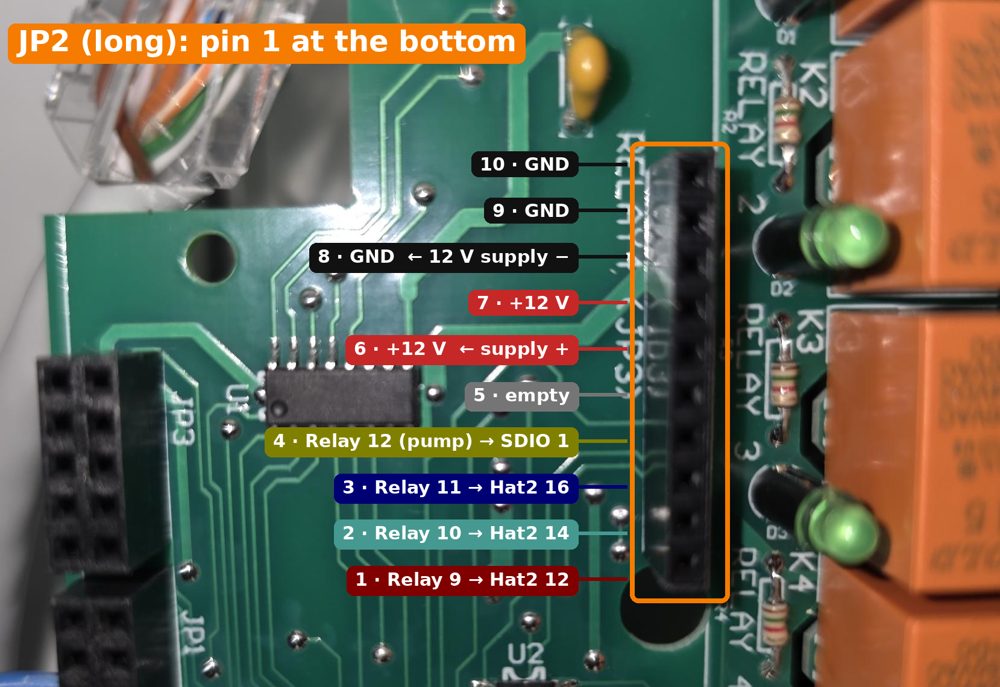 JP2 (long): pin 1 at the bottom
10 · GND
9 · GND
8 · GND ← 12 V supply −
7 · +12 V
6 · +12 V ← supply +
5 · empty
4 · Relay 12 (pump) → SDIO 1
3 · Relay 11 → Hat2 16
2 · Relay 10 → Hat2 14
1 · Relay 9 → Hat2 12
K2
RELAY 2
D2
K3
RELAY 3
K4
RELAY 4
JP3
JP1
U2